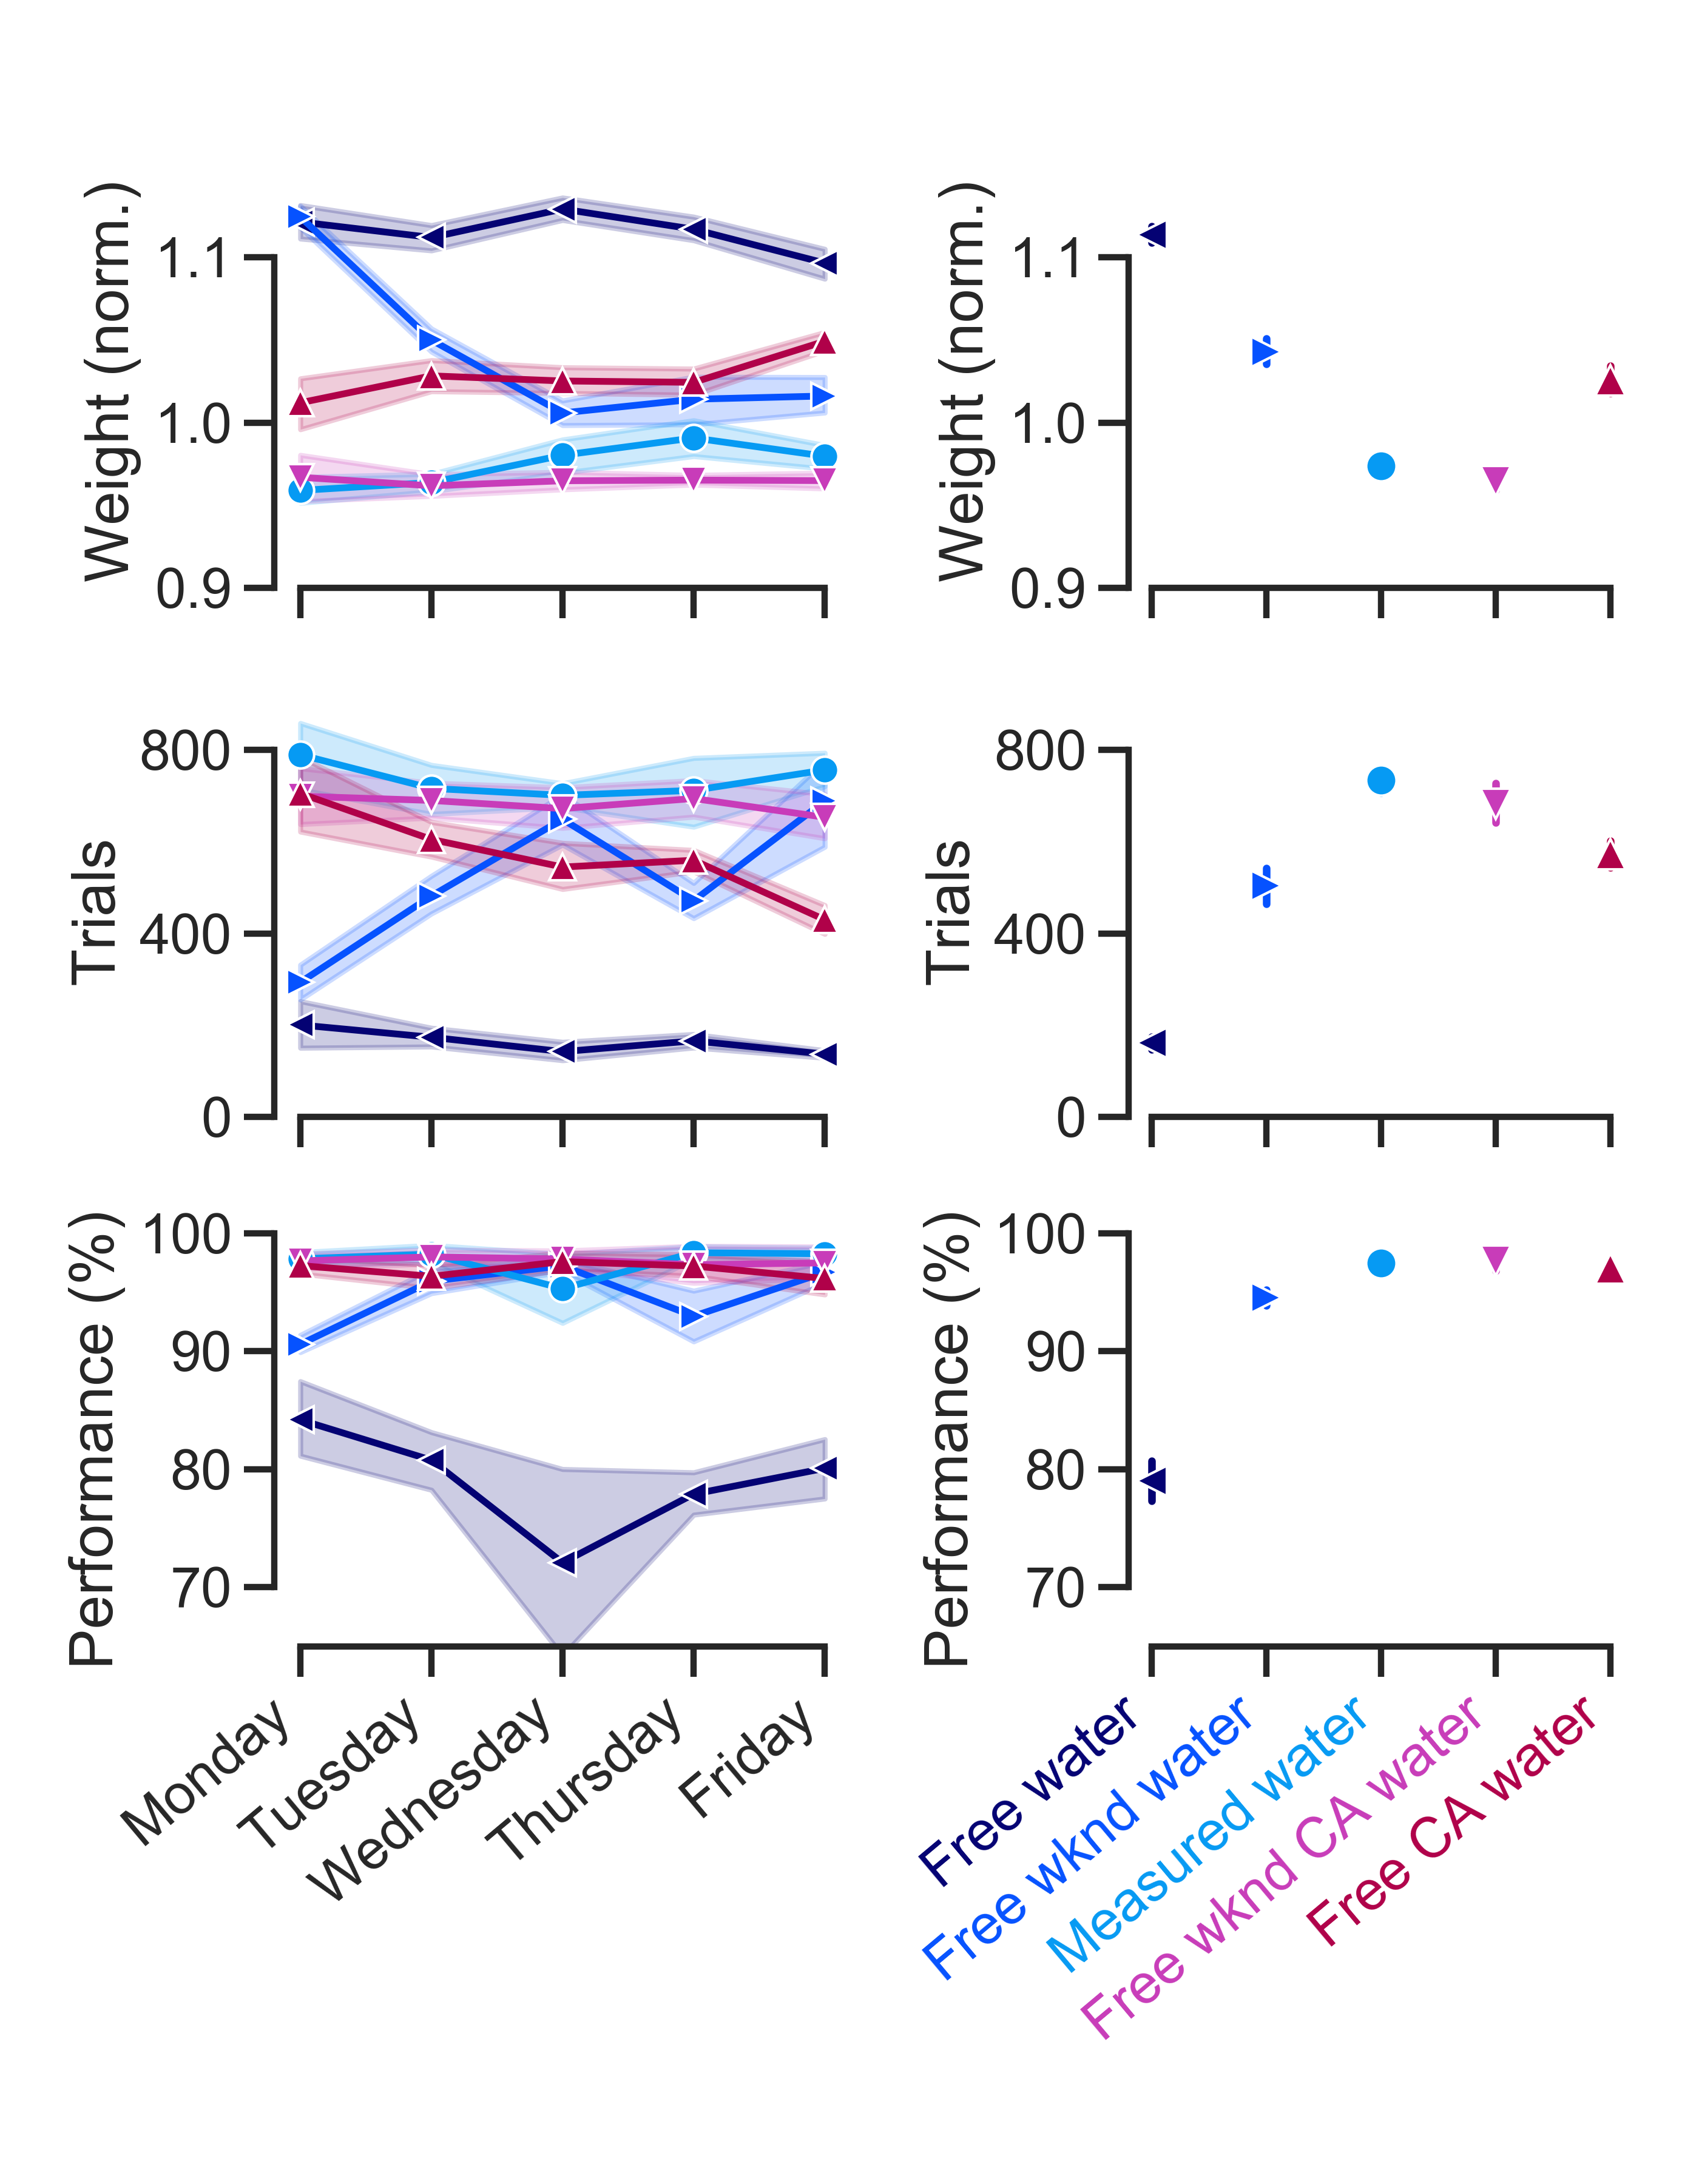 Weight (norm.)
1.1
1.0
0.9
Weight (norm.)
1.1
1.0
0.9
Trials
800
400
0
Trials
800
400
0
Performance (%)
100
90
80
70
Performance (%)
100
90
80
70
Monday
Tuesday
Wednesday
Thursday
Friday
Free water
Free wknd water
Measured water
Free wknd CA water
Free CA water